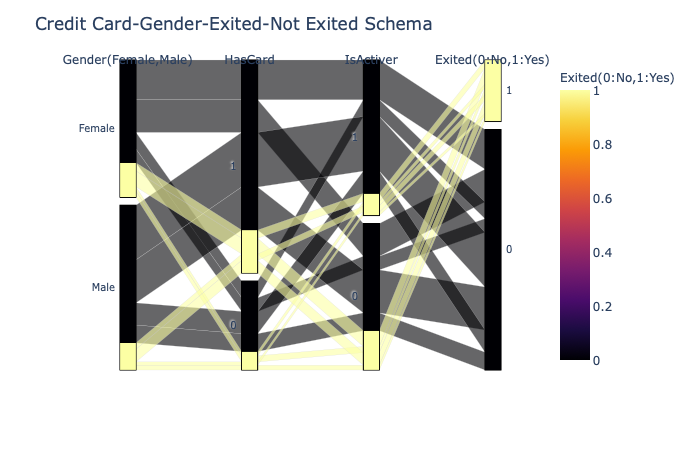 Credit Card-Gender-Exited-Not Exited Schema
Gender(Female,Male)
HasCard
IsActiver
Exited(0:No,1:Yes)
Exited(0:No,1:Yes)
1
1
0.8
Female
1
1
0.6
0
0.4
Male
0
0
0.2
0